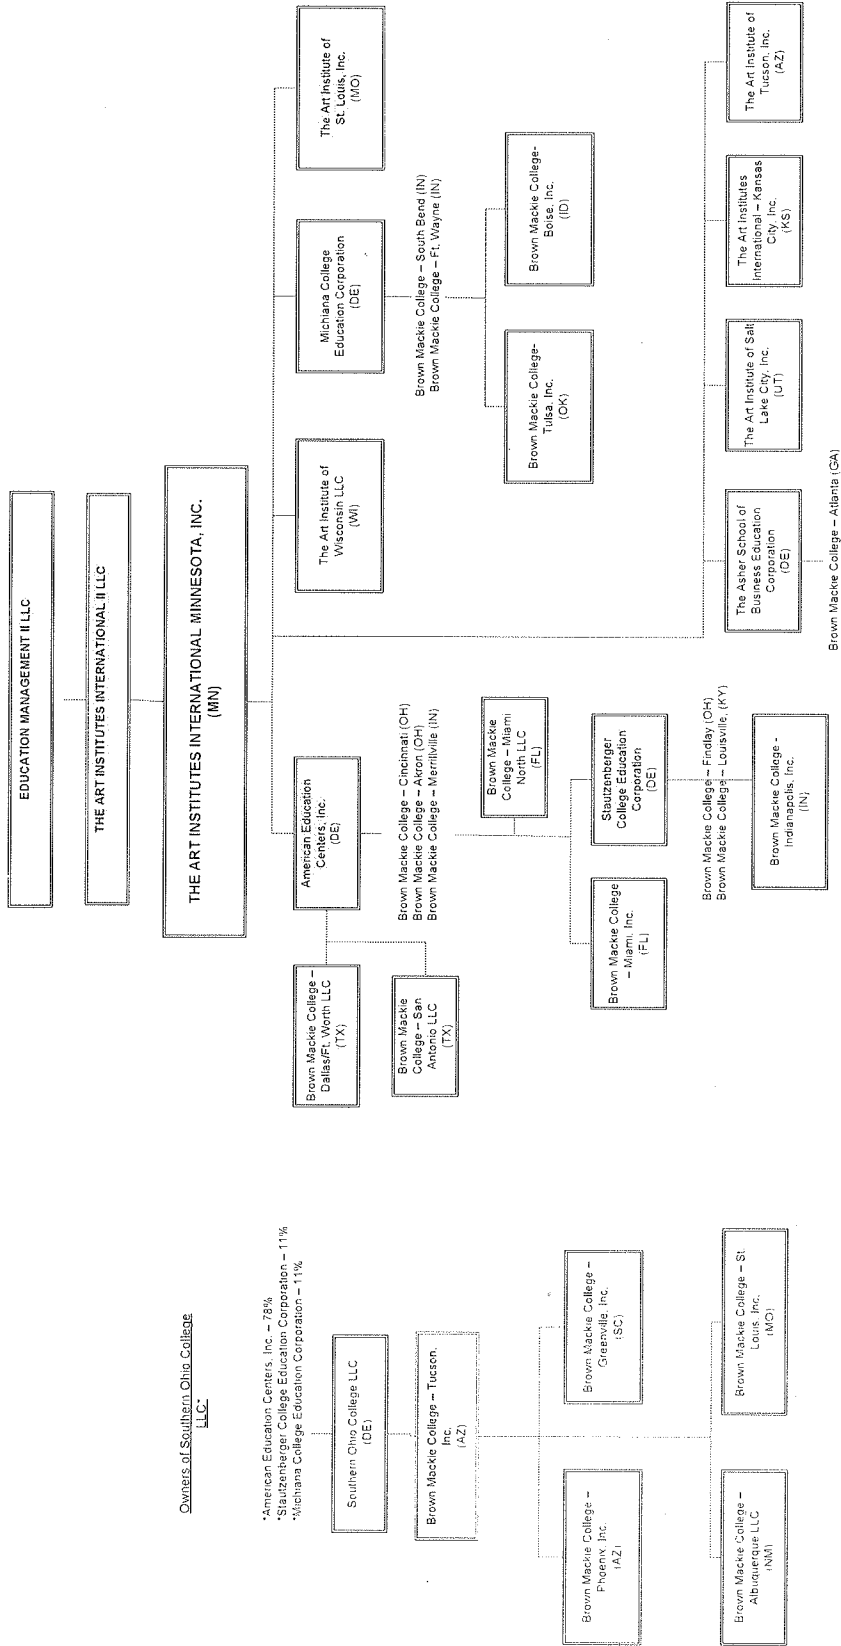 EDUCATION MANAGEMENT II LLC
THE ART INSTITUTES INTERNATIONAL II LLC
THE ART INSTITUTES INTERNATIONAL MINNESOTA, INC.
(MN)
Brown Mackie College –
Dallas/Ft. Worth LLC
(TX)
American Education
Centers, Inc.
(DE)
The Art Institute of
Wisconsin LLC
(WI)
Michiana College
Education Corporation
(DE)
The Art Institute of
St. Louis, Inc.
(MO)
Brown Mackie
College – San
Antonio LLC
(TX)
Brown Mackie College – Cincinnati (OH)
Brown Mackie College – Akron (OH)
Brown Mackie College – Merrillville (IN)
Brown Mackie College – South Bend (IN)
Brown Mackie College – Ft. Wayne (IN)
Brown Mackie
College – Miami
North LLC
(FL)
Brown Mackie College-
Tulsa, Inc.
(OK)
Brown Mackie College-
Boise, Inc.
(ID)
Brown Mackie College
– Miami, Inc.
(FL)
Stautzenberger
College Education
Corporation
(DE)
Brown Mackie College – Findlay (OH)
Brown Mackie College – Louisville, (KY)
Brown Mackie College -
Indianapolis, Inc.
(IN)
The Asher School of
Business Education
Corporation
(DE)
The Art Institute of Salt
Lake City, Inc.
(UT)
The Art Institutes
International – Kansas
City, Inc.
(KS)
The Art Institute of
Tucson, Inc.
(AZ)
Brown Mackie College – Atlanta (GA)
Owners of Southern Ohio College
LLC*
*American Education Centers, Inc. – 78%
*Stautzenberger College Education Corporation – 11%
*Michiana College Education Corporation – 11%
Southern Ohio College LLC
(DE)
Brown Mackie College – Tucson,
Inc.
(AZ)
Brown Mackie College –
Phoenix, Inc.
(AZ)
Brown Mackie College –
Greenville, Inc.
(SC)
Brown Mackie College –
Albuquerque LLC
(NM)
Brown Mackie College – St.
Louis, Inc.
(MO)